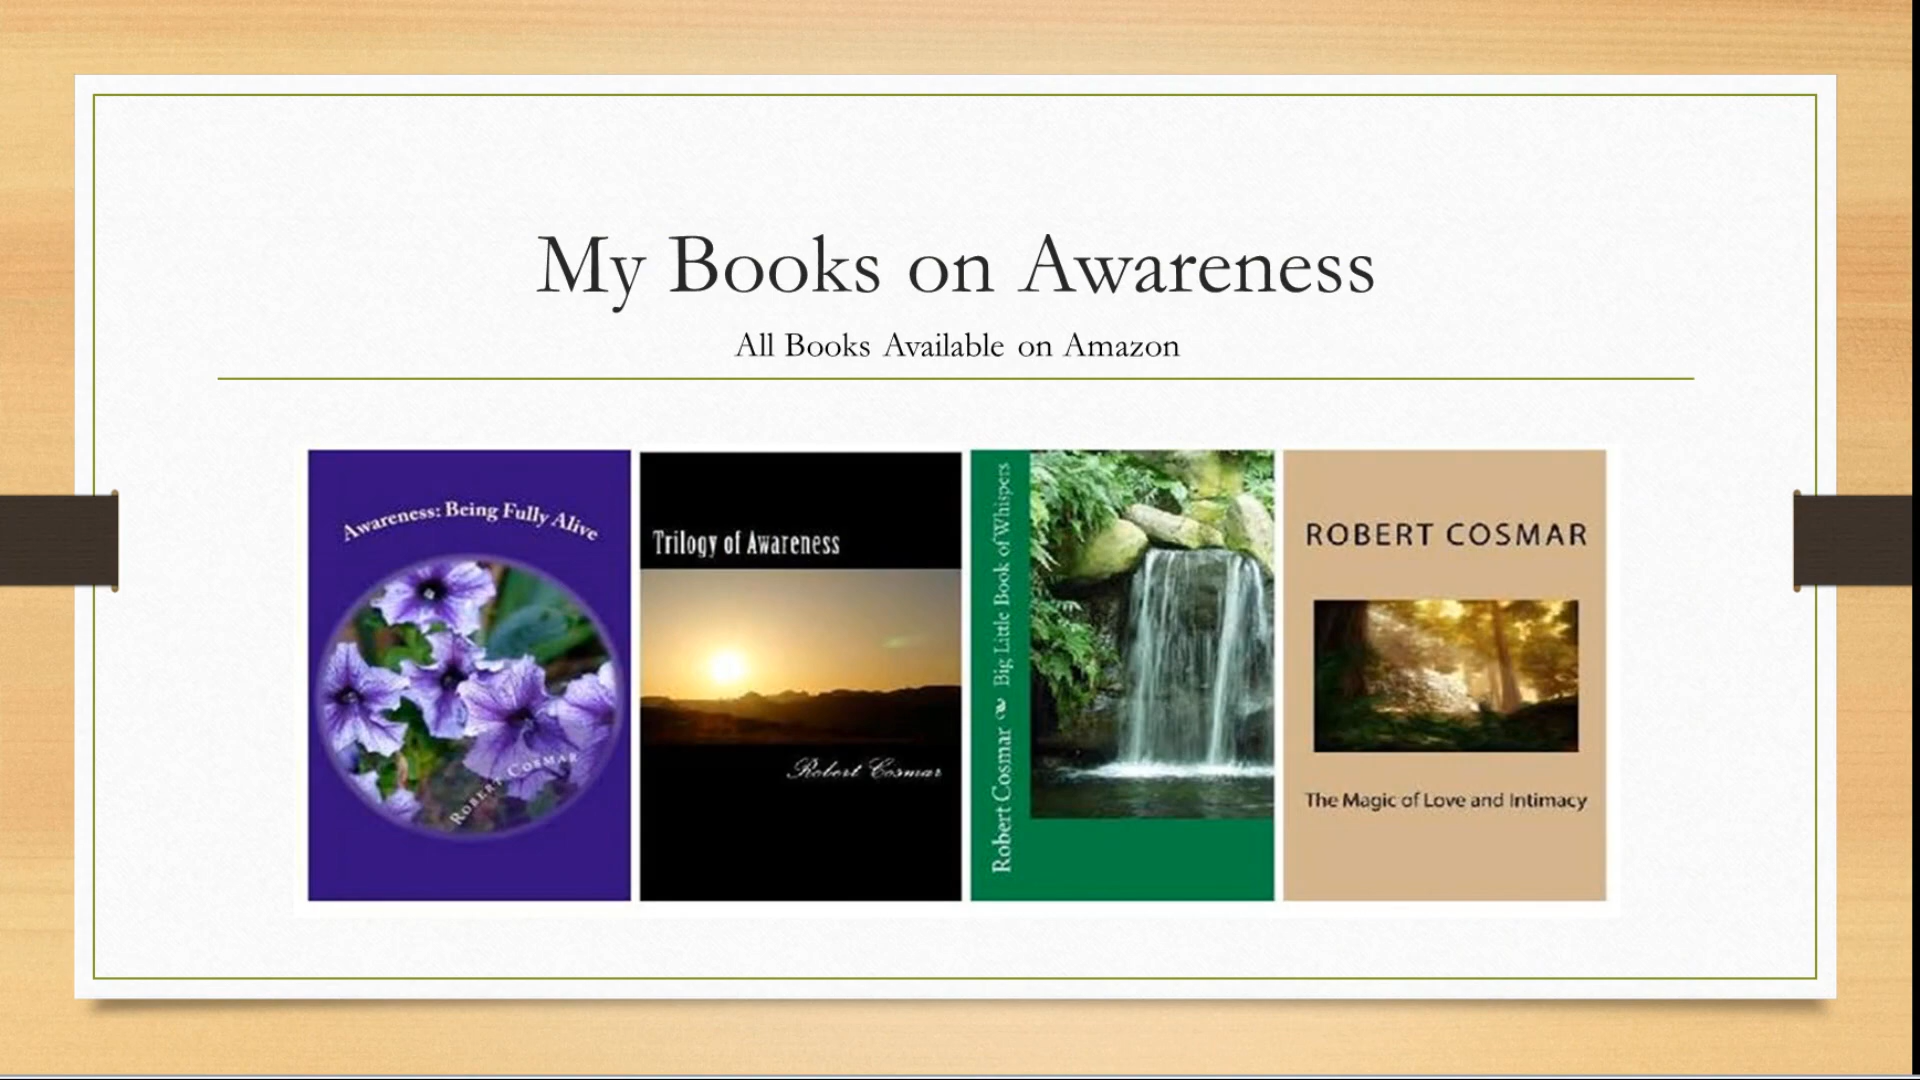 My Books on Awareness
All Books Available on Amazon
Awareness: Being Fully Alive
ROBERT COSMAR
Trilogy of Awareness
Robert Cosmar
Robert Cosmar Big Little Book of Whispers
ROBERT COSMAR
The Magic of Love and Intimacy